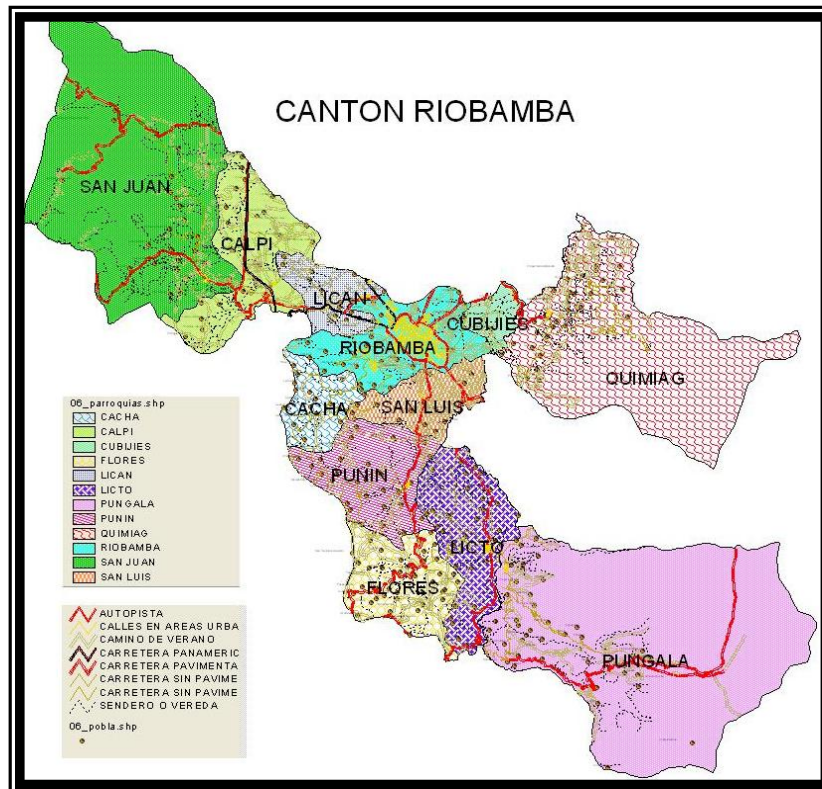 CANTON RIOBAMBA
SAN JUAN
CALPI
LICAN
CUBIJIES
RIOBAMBA
QUIMIAG
CACHA
SAN LUIS
PUNIN
LICTO
FLORES
PUNGALA
06_parroquias.shp
CACHA
CALPI
CUBIJIES
FLORES
LICAN
LICTO
PUNGALA
PUNIN
QUIMIAG
RIOBAMBA
SAN JUAN
SAN LUIS
AUTOPISTA
CALLES EN AREAS URBA
CAMINO DE VERANO
CARRETERA PANAMERIC
CARRETERA PAVIMENTA
CARRETERA SIN PAVIME
CARRETERA SIN PAVIME
SENDERO O VEREDA
06_pobla.shp